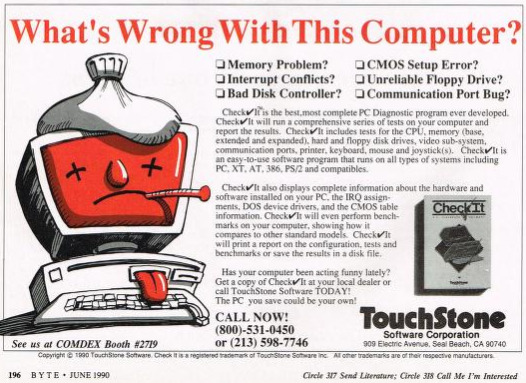 What's Wrong With This Computer?
❏ Memory Problem? ❏ CMOS Setup Error?
❏ Interrupt Conflicts? ❏ Unreliable Floppy Drive?
❏ Bad Disk Controller? ❏ Communication Port Bug?
Check✔It™ is the best, most complete PC Diagnostic program ever developed.
Check✔It will run a comprehensive series of tests on your computer and
report the results. Check✔It includes tests for the CPU, memory (base,
extended and expanded), hard and floppy disk drives, video sub-system,
communication ports, printer, keyboard, mouse and joystick(s). Check✔It is
an easy-to-use software program that runs on all types of systems including
PC, XT, AT, 386, PS/2 and compatibles.
Check✔It also displays complete information about the hardware and
software installed on your PC, the IRQ assign-
ments, DOS device drivers, and the CMOS table
information. Check✔It will even perform bench-
marks on your computer, showing how it
compares to other standard models. Check✔It
will print a report on the configuration, tests and
benchmarks or save the results in a disk file.
CheckIt
Has your computer been acting funny lately?
Get a copy of Check✔It at your local dealer or
call TouchStone Software TODAY!
The PC you save could be your own!
CALL NOW!
(800)-531-0450
or (213) 598-7746
TouchStone
Software Corporation
909 Electric Avenue, Seal Beach, CA 90740
See us at COMDEX Booth #2719
Copyright © 1990 TouchStone Software. Check It is a registered trademark of TouchStone Software Inc. All other trademarks are of their respective manufacturers.
196 B Y T E • JUNE 1990 Circle 317 Send Literature; Circle 318 Call Me I'm Interested